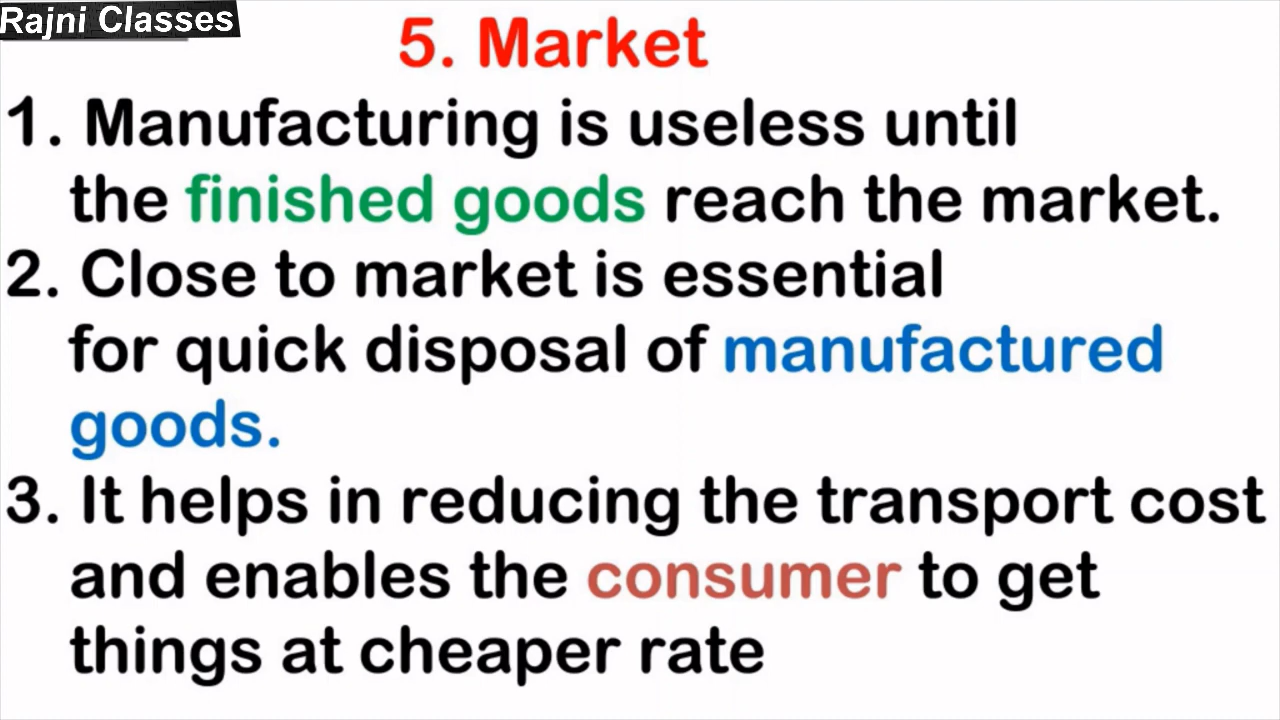 Rajni Classes
5. Market
1. Manufacturing is useless until
the finished goods reach the market.
2. Close to market is essential
for quick disposal of manufactured
goods.
3. It helps in reducing the transport cost
and enables the consumer to get
things at cheaper rate